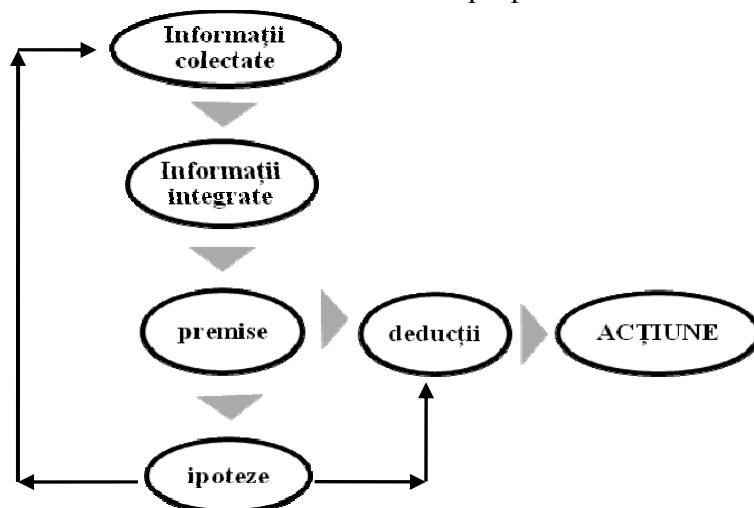 Informații
colectate
Informații
integrate
premise
deducții
ACȚIUNE
ipoteze